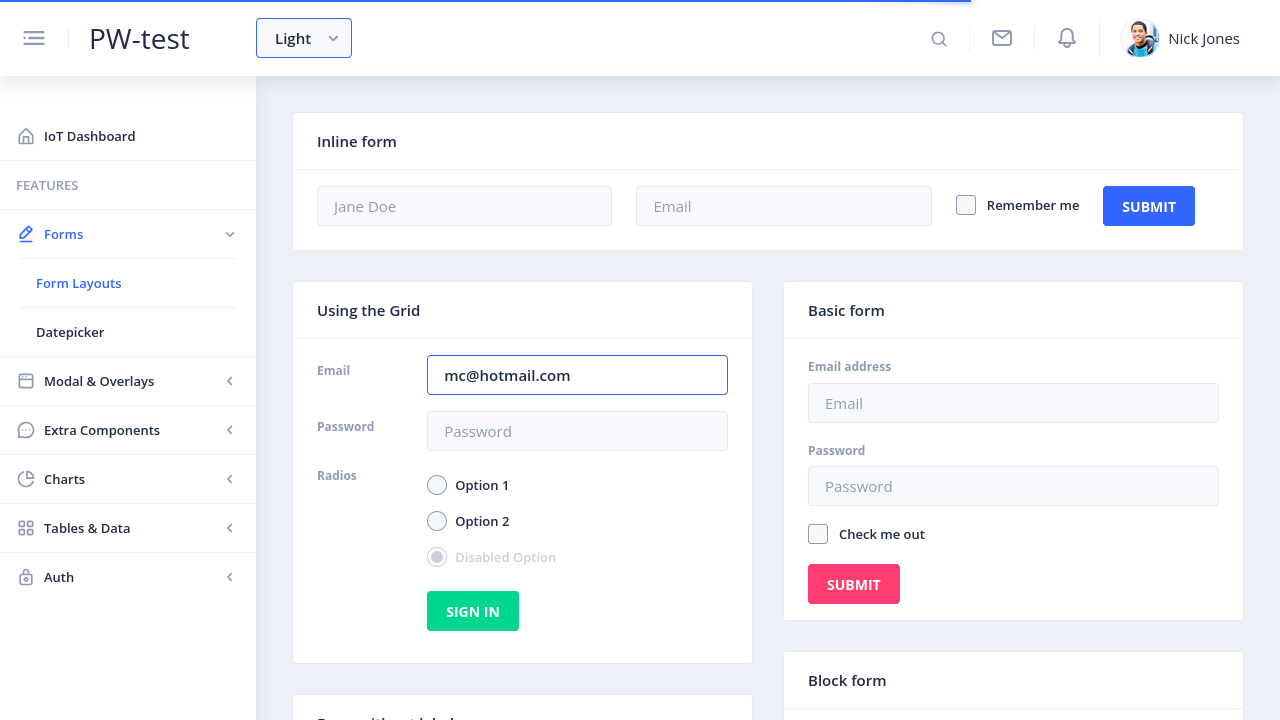 PW-test
Light
Nick Jones
IoT Dashboard
FEATURES
Forms
Form Layouts
Datepicker
Modal & Overlays
Extra Components
Charts
Tables & Data
Auth
Inline form
Jane Doe
Email
Remember me
SUBMIT
Using the Grid
Email
mc@hotmail.com
Password
Password
Radios
Option 1
Option 2
Disabled Option
SIGN IN
Basic form
Email address
Email
Password
Password
Check me out
SUBMIT
Block form